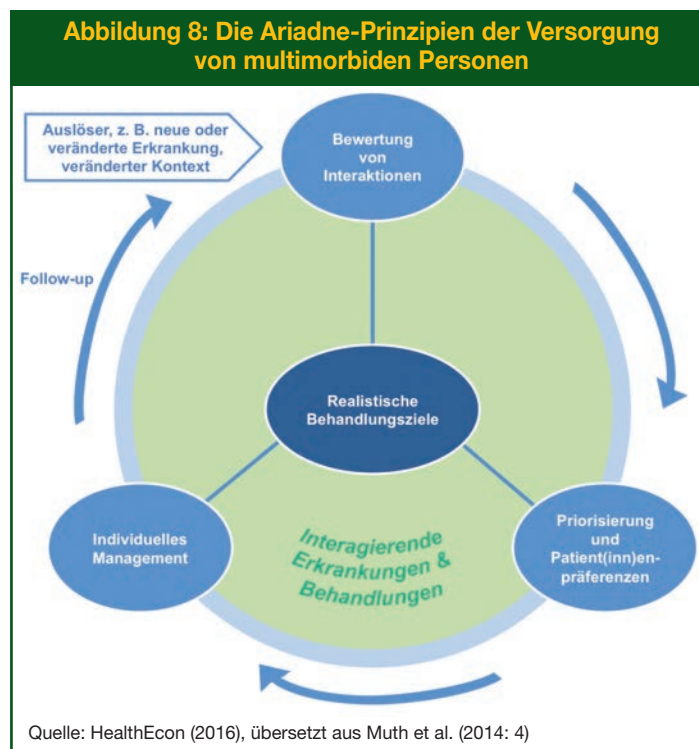 Abbildung 8: Die Ariadne-Prinzipien der Versorgung
von multimorbiden Personen
Auslöser, z. B. neue oder
veränderte Erkrankung,
veränderter Kontext
Bewertung
von
Interaktionen
Follow-up
Realistische
Behandlungsziele
Individuelles
Management
Interagierende
Erkrankungen &
Behandlungen
Priorisierung
und
Patient(inn)en-
präferenzen
Quelle: HealthEcon (2016), übersetzt aus Muth et al. (2014: 4)